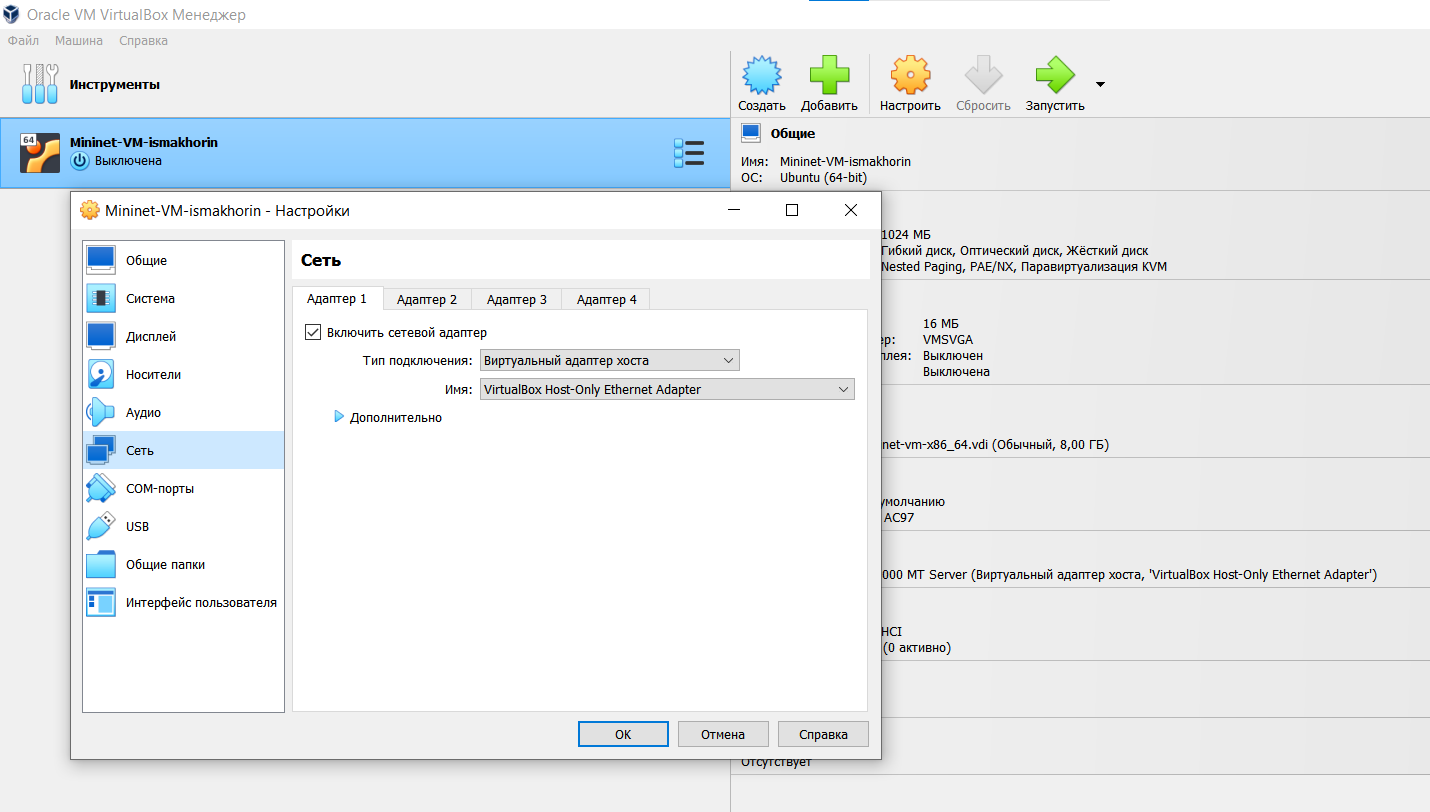 Oracle VM VirtualBox Менеджер
Файл Машина Справка
Инструменты
Создать Добавить Настроить Сбросить Запустить
64
Mininet-VM-ismakhorin
Выключена
Общие
Имя: Mininet-VM-ismakhorin
ОС: Ubuntu (64-bit)
Mininet-VM-ismakhorin - Настройки
Общие
Система
Дисплей
Носители
Аудио
Сеть
COM-порты
USB
Общие папки
Интерфейс пользователя
Сеть
Адаптер 1 Адаптер 2 Адаптер 3 Адаптер 4
Включить сетевой адаптер
Тип подключения: Виртуальный адаптер хоста
Имя: VirtualBox Host-Only Ethernet Adapter
Дополнительно
OK Отмена Справка
1024 МБ
Гибкий диск, Оптический диск, Жёсткий диск
Nested Paging, PAE/NX, Паравиртуализация KVM
16 МБ
ер: VMSVGA
плея: Выключен
Выключена
net-vm-x86_64.vdi (Обычный, 8,00 ГБ)
умолчанию
AC97
000 MT Server (Виртуальный адаптер хоста, 'VirtualBox Host-Only Ethernet Adapter')
HCI
(0 активно)
Отсутствует